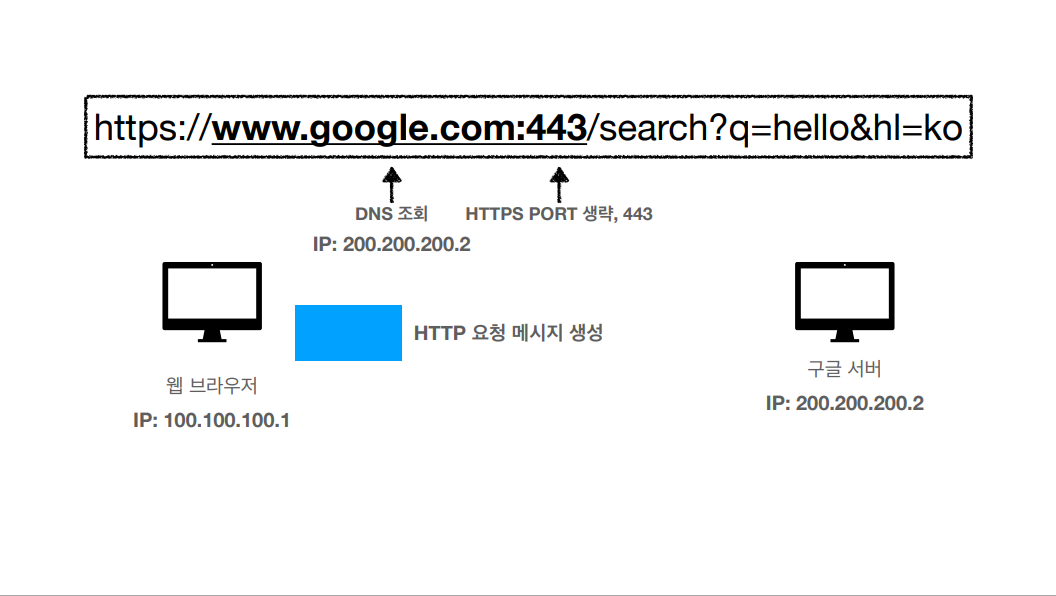 https://www.google.com:443/search?q=hello&hl=ko
DNS 조회
HTTPS PORT 생략, 443
IP: 200.200.200.2
HTTP 요청 메시지 생성
웹 브라우저
IP: 100.100.100.1
구글 서버
IP: 200.200.200.2